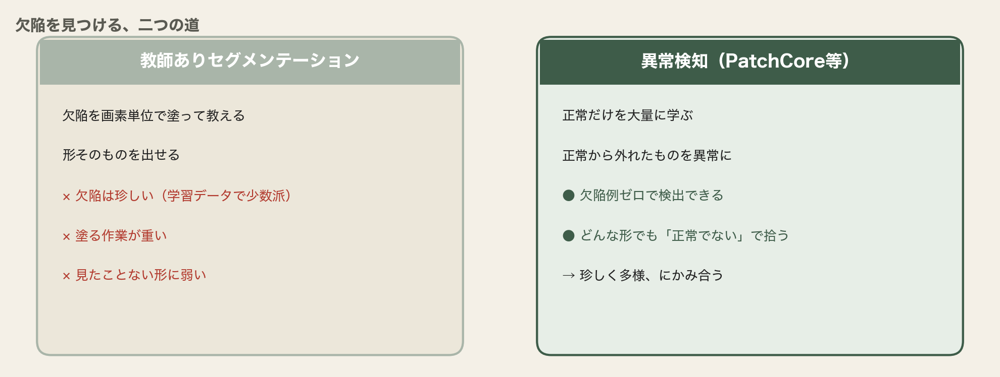 欠陥を見つける、二つの道
教師ありセグメンテーション
欠陥を画素単位で塗って教える
形そのものを出せる
× 欠陥は珍しい（学習データで少数派）
× 塗る作業が重い
× 見たことない形に弱い
異常検知（PatchCore等）
正常だけを大量に学ぶ
正常から外れたものを異常に
● 欠陥例ゼロで検出できる
● どんな形でも「正常でない」で拾う
→ 珍しく多様、にかみ合う